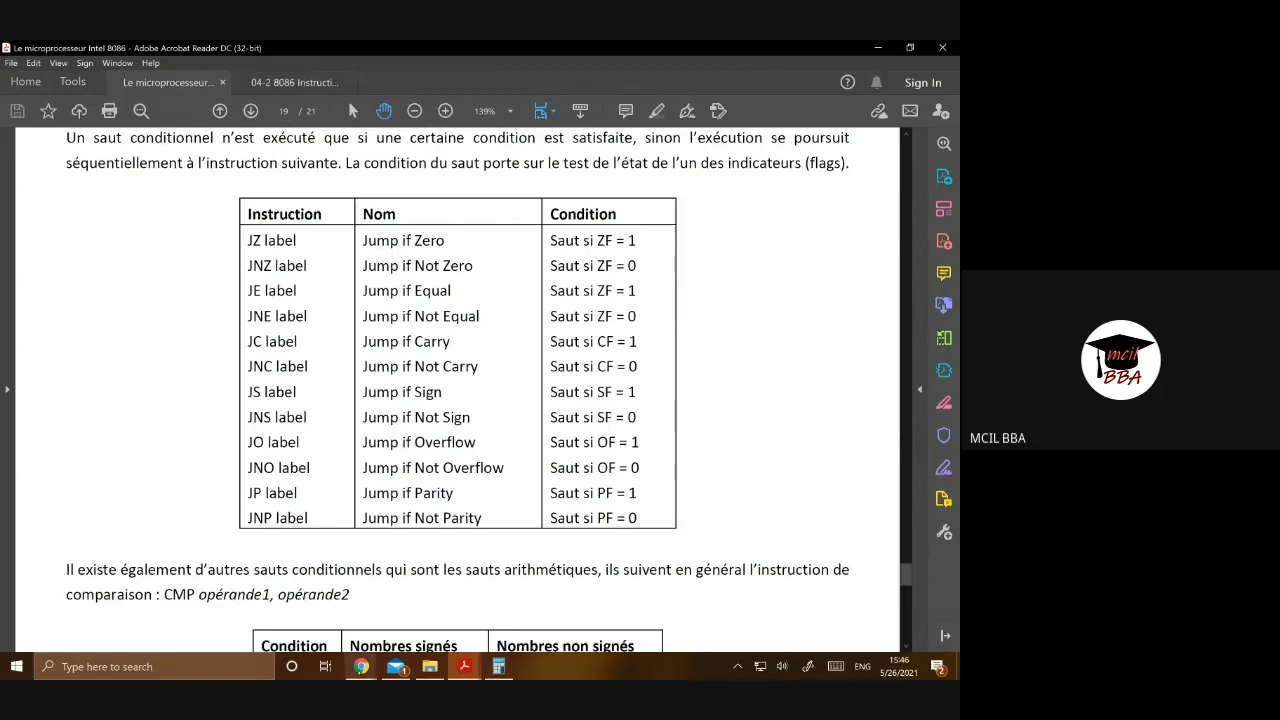 Le microprocesseur Intel 8086 - Adobe Acrobat Reader DC (32-bit)
File Edit View Sign Window Help
Home Tools Le microprocesseur... × 04-2 8086 Instructi... Sign In
19 / 21 139%
Un saut conditionnel n'est exécuté que si une certaine condition est satisfaite, sinon l'exécution se poursuit
séquentiellement à l'instruction suivante. La condition du saut porte sur le test de l'état de l'un des indicateurs (flags).
Instruction Nom Condition
JZ label Jump if Zero Saut si ZF = 1
JNZ label Jump if Not Zero Saut si ZF = 0
JE label Jump if Equal Saut si ZF = 1
JNE label Jump if Not Equal Saut si ZF = 0
JC label Jump if Carry Saut si CF = 1
JNC label Jump if Not Carry Saut si CF = 0
JS label Jump if Sign Saut si SF = 1
JNS label Jump if Not Sign Saut si SF = 0
JO label Jump if Overflow Saut si OF = 1
JNO label Jump if Not Overflow Saut si OF = 0
JP label Jump if Parity Saut si PF = 1
JNP label Jump if Not Parity Saut si PF = 0
Il existe également d'autres sauts conditionnels qui sont les sauts arithmétiques, ils suivent en général l'instruction de
comparaison : CMP opérande1, opérande2
Condition Nombres signés Nombres non signés
mcil
BBA
MCIL BBA
Type here to search
1
ENG
15:46
5/26/2021
2